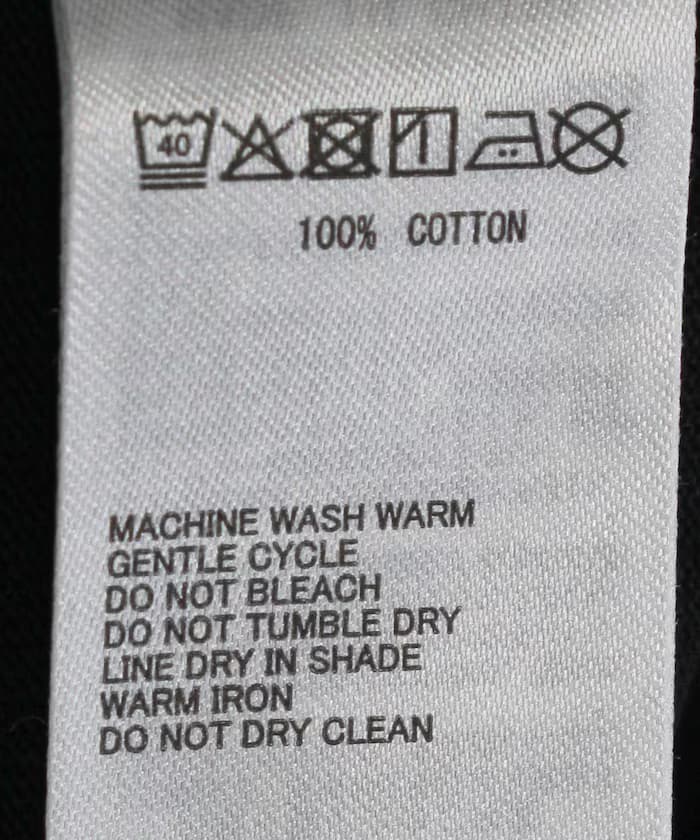 40
100% COTTON
MACHINE WASH WARM
GENTLE CYCLE
DO NOT BLEACH
DO NOT TUMBLE DRY
LINE DRY IN SHADE
WARM IRON
DO NOT DRY CLEAN